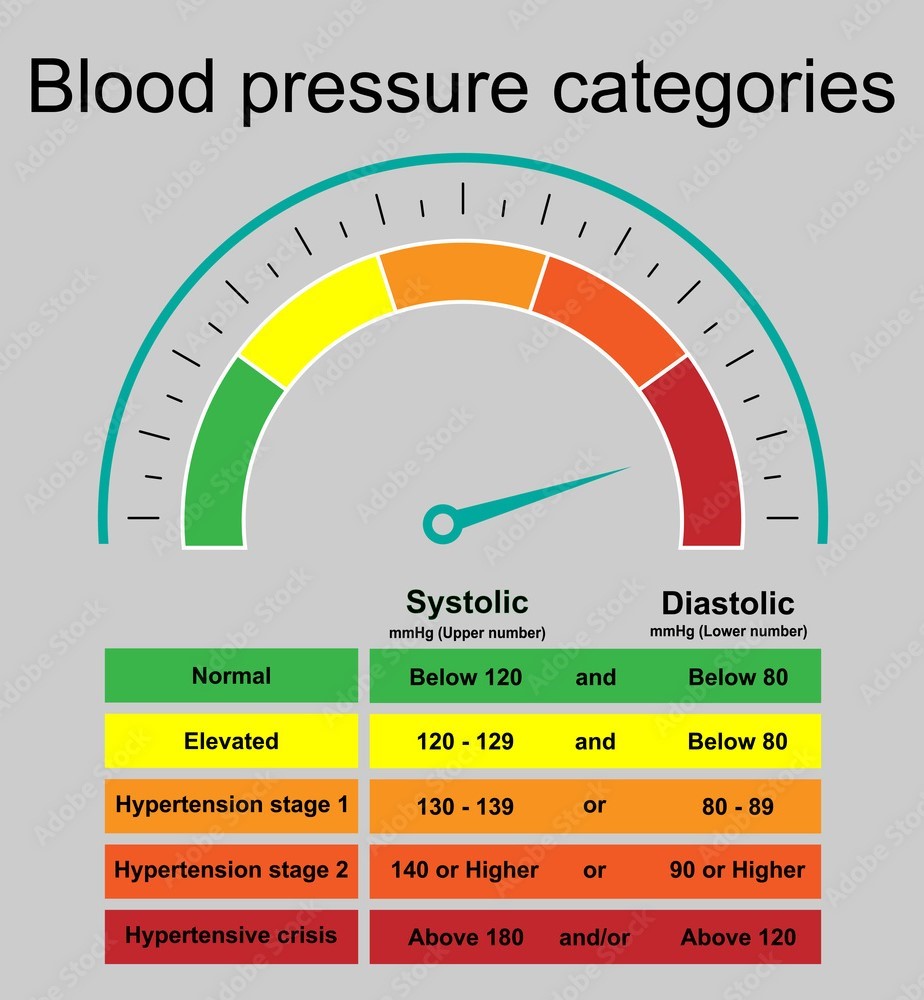 Blood pressure categories
Systolic Diastolic
mmHg (Upper number) mmHg (Lower number)
Normal Below 120 and Below 80
Elevated 120 - 129 and Below 80
Hypertension stage 1 130 - 139 or 80 - 89
Hypertension stage 2 140 or Higher or 90 or Higher
Hypertensive crisis Above 180 and/or Above 120
Adobe Stock